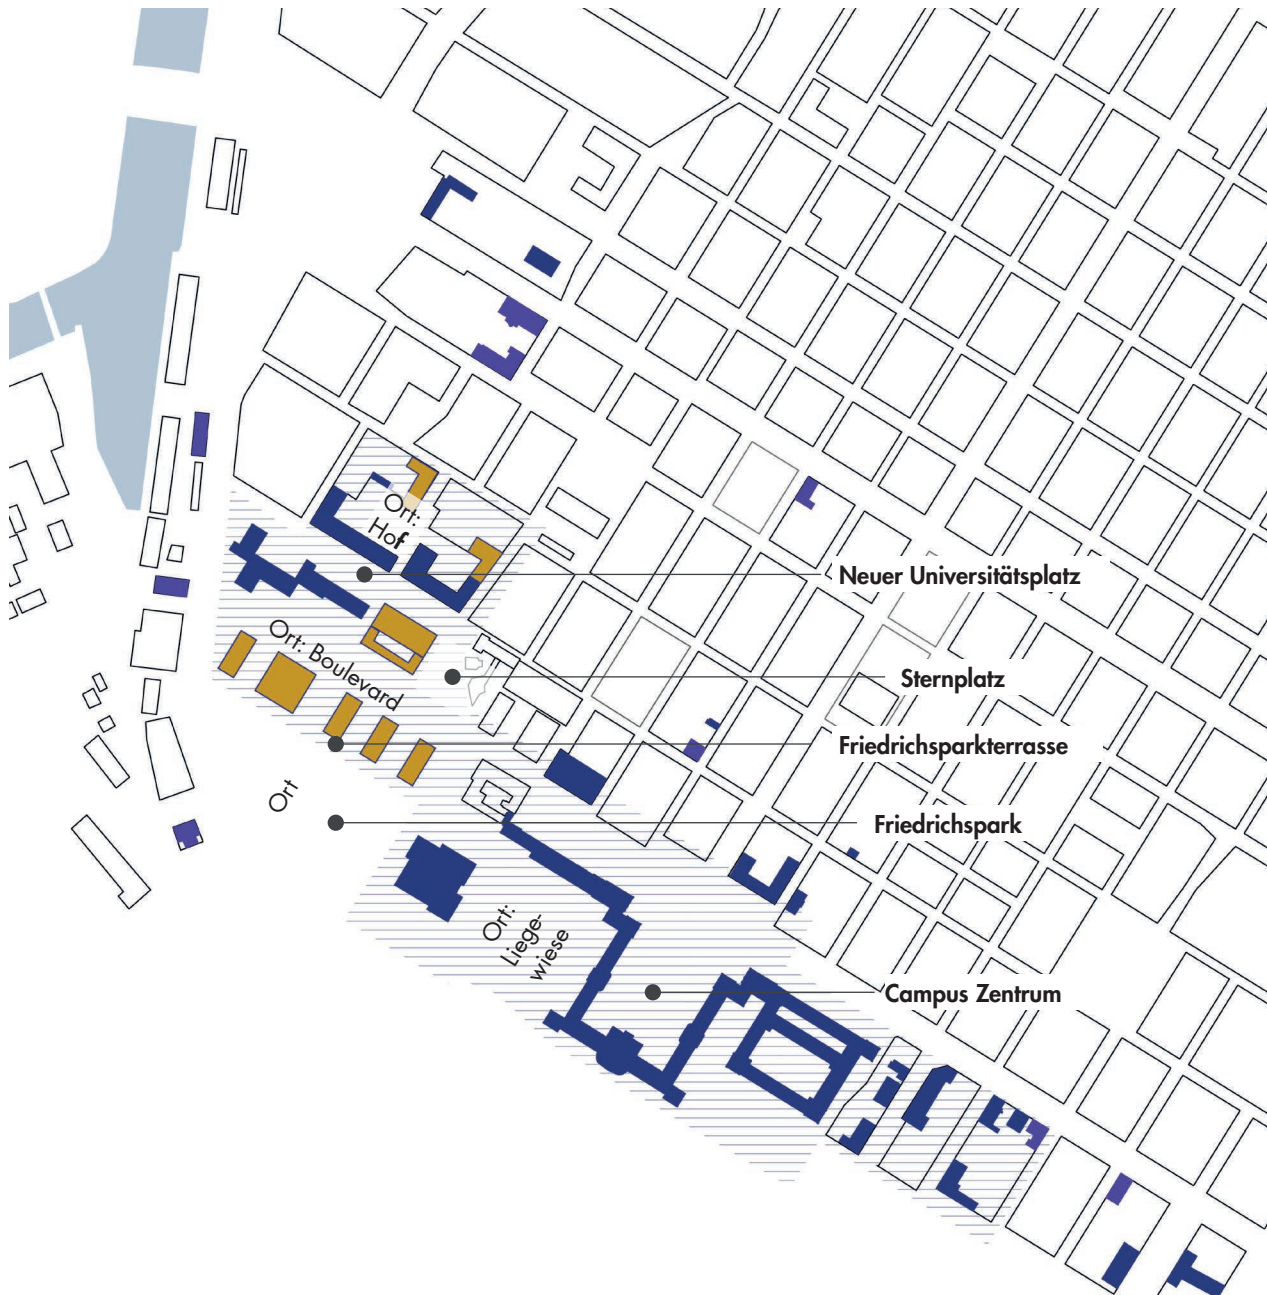 Ort:
Hof
Neuer Universitätsplatz
Ort: Boulevard
Sternplatz
Friedrichsparkterrasse
Ort
Friedrichspark
Ort:
Liege-
wiese
Campus Zentrum